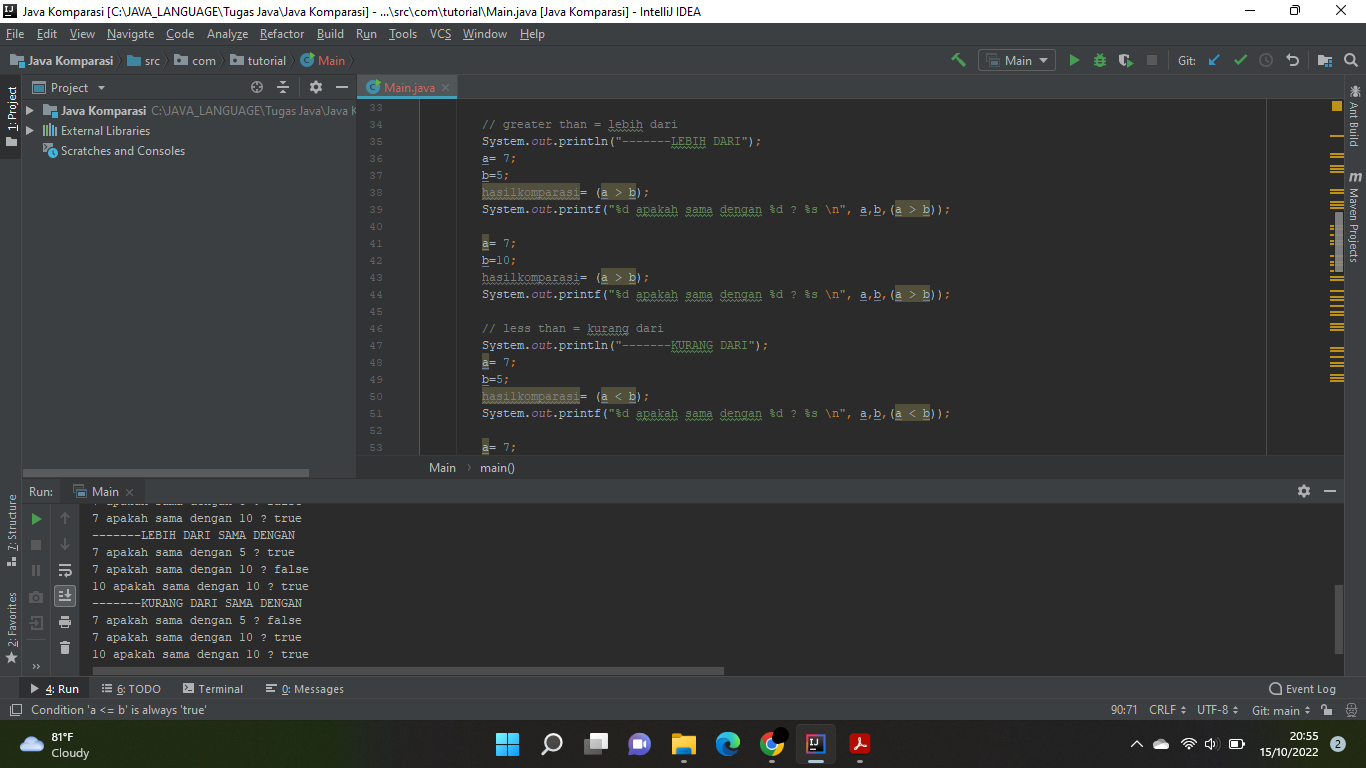 Java Komparasi [C:\JAVA_LANGUAGE\Tugas Java\Java Komparasi] - ...\src\com\tutorial\Main.java [Java Komparasi] - IntelliJ IDEA
File Edit View Navigate Code Analyze Refactor Build Run Tools VCS Window Help
Java Komparasi src com tutorial Main
Main Git:
Project
Main.java
1: Project
Java Komparasi C:\JAVA_LANGUAGE\Tugas Java\Java K
External Libraries
Scratches and Consoles
33
34 // greater than = lebih dari
35 System.out.println("-------LEBIH DARI");
36 a= 7;
37 b=5;
38 hasilkomparasi= (a > b);
39 System.out.printf("%d apakah sama dengan %d ? %s \n", a,b,(a > b));
40
41 a= 7;
42 b=10;
43 hasilkomparasi= (a > b);
44 System.out.printf("%d apakah sama dengan %d ? %s \n", a,b,(a > b));
45
46 // less than = kurang dari
47 System.out.println("-------KURANG DARI");
48 a= 7;
49 b=5;
50 hasilkomparasi= (a < b);
51 System.out.printf("%d apakah sama dengan %d ? %s \n", a,b,(a < b));
52
53 a= 7;
Main main()
Ant Build
Maven Projects
7: Structure
2: Favorites
Run: Main
7 apakah sama dengan 10 ? true
-------LEBIH DARI SAMA DENGAN
7 apakah sama dengan 5 ? true
7 apakah sama dengan 10 ? false
10 apakah sama dengan 10 ? true
-------KURANG DARI SAMA DENGAN
7 apakah sama dengan 5 ? false
7 apakah sama dengan 10 ? true
10 apakah sama dengan 10 ? true
4: Run 6: TODO Terminal 0: Messages Event Log
Condition 'a <= b' is always 'true' 90:71 CRLF UTF-8 Git: main
81°F
Cloudy
20:55
15/10/2022
2